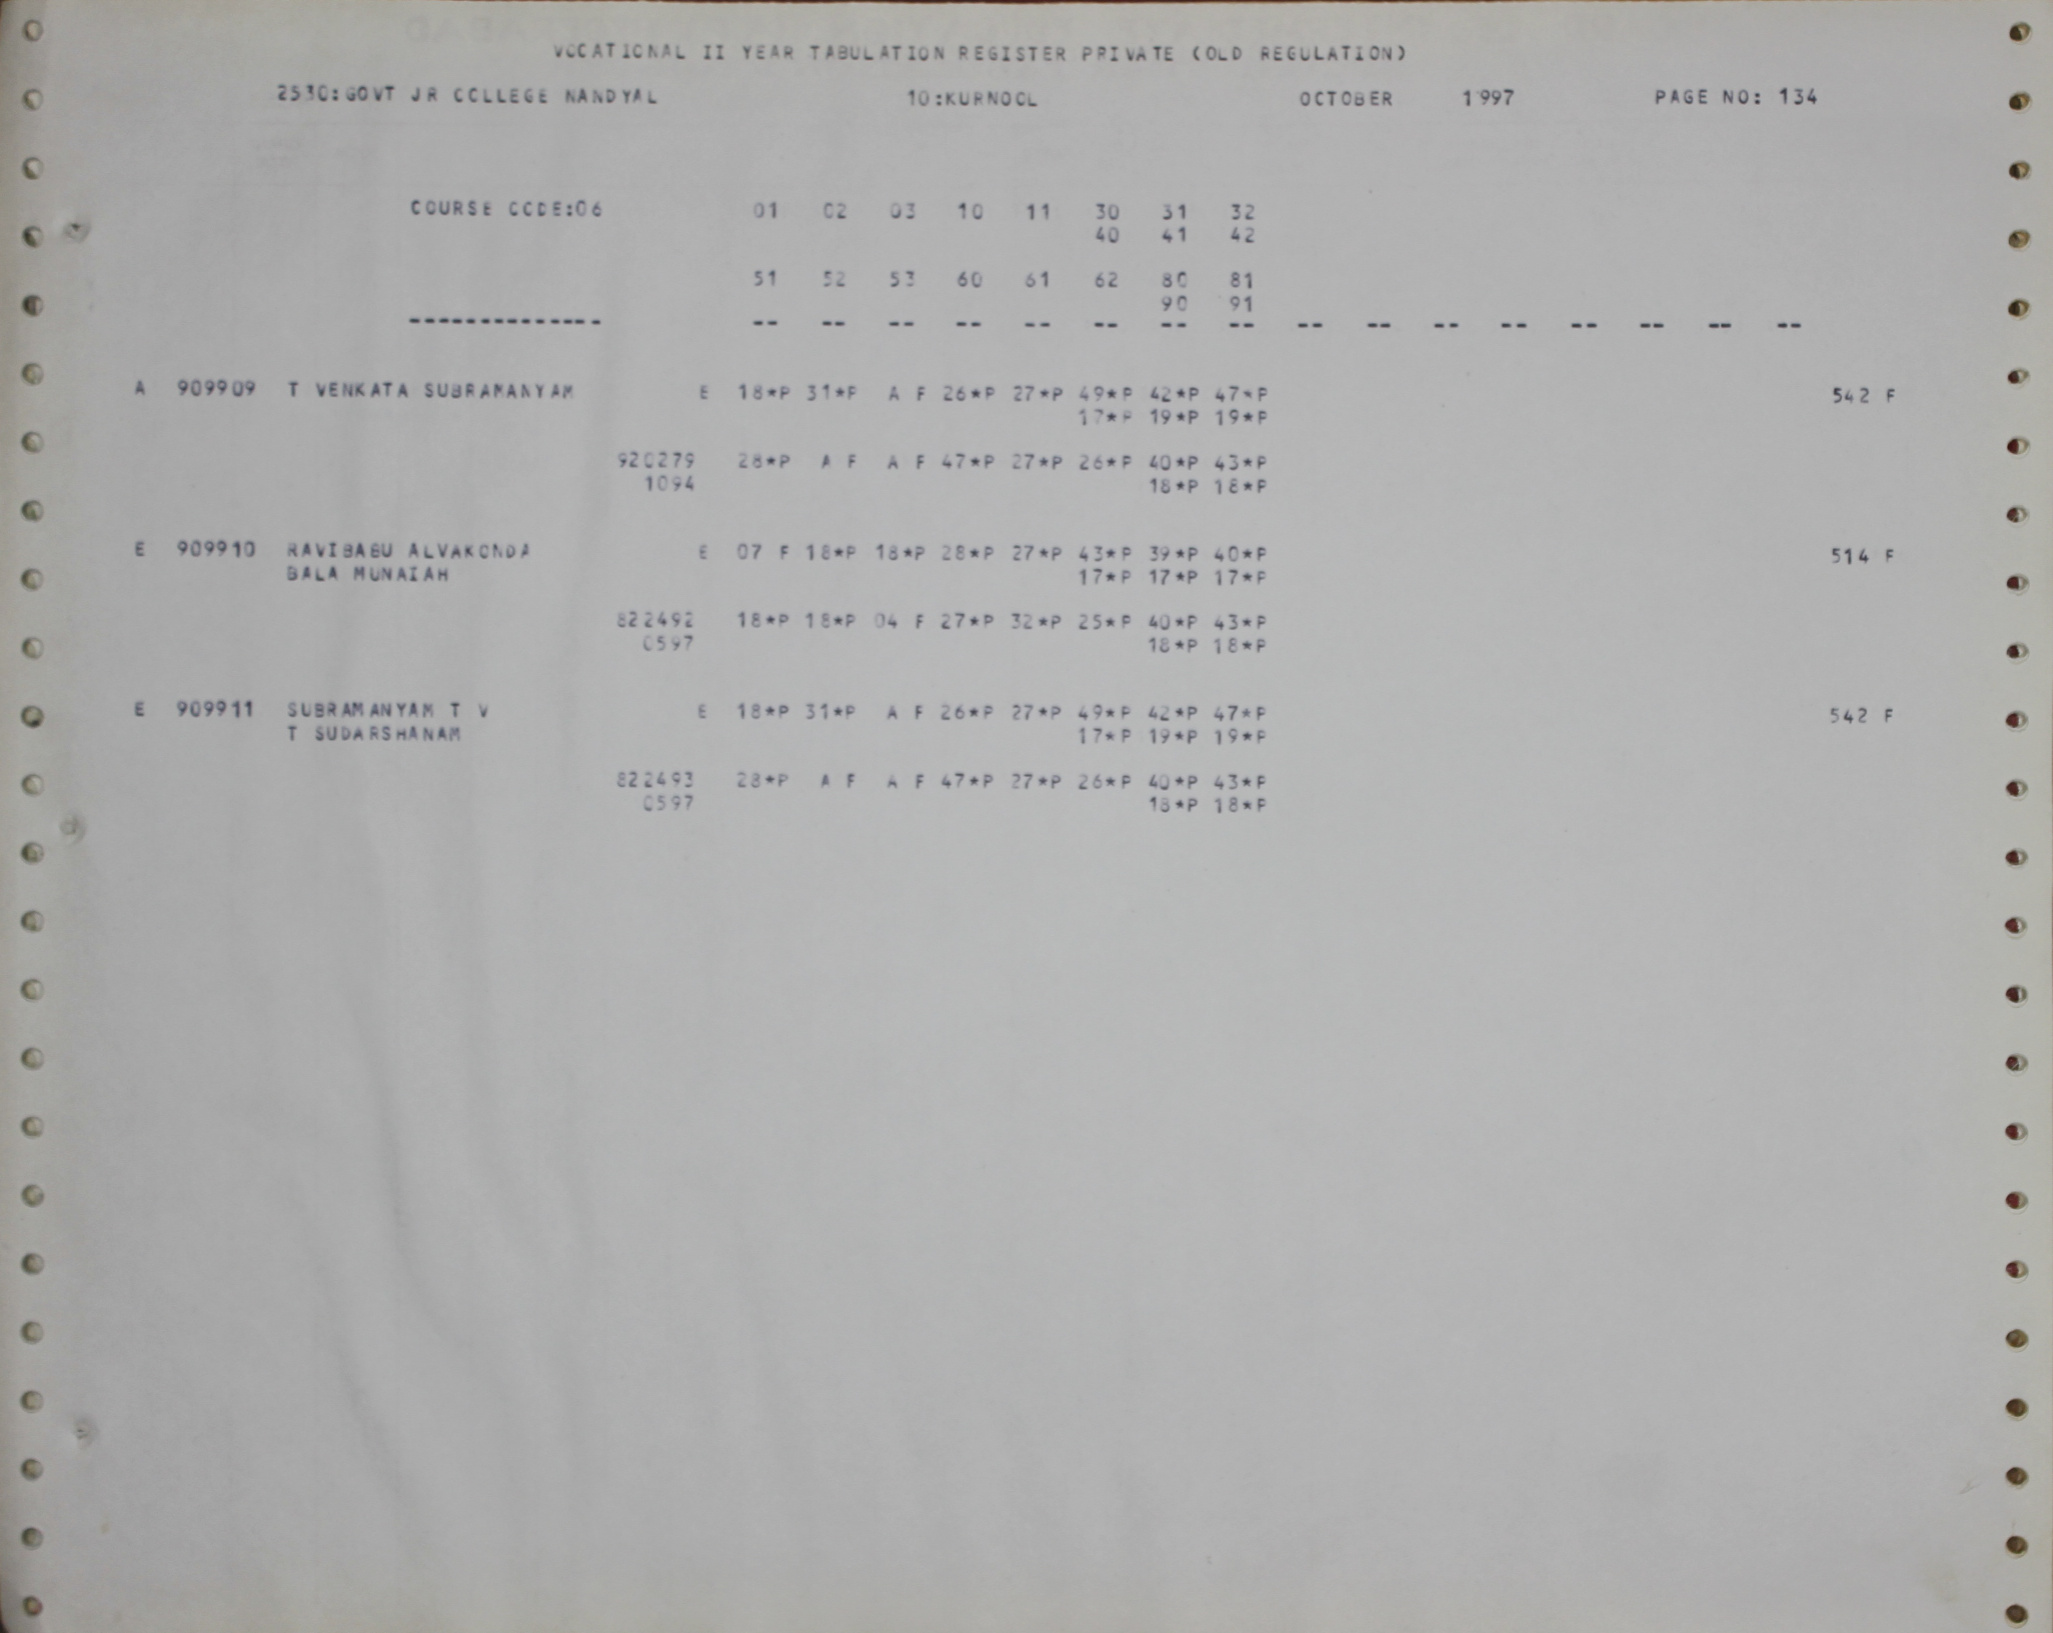 VOCATIONAL II YEAR TABULATION REGISTER PRIVATE (OLD REGULATION)
2530:GOVT JR COLLEGE NANDYAL 10:KURNOOL OCTOBER 1997 PAGE NO: 134
COURSE CODE:06 01 02 03 10 11 30 31 32
40 41 42
51 52 53 60 61 62 80 81
90 91
-------------- -- -- -- -- -- -- -- -- -- -- -- -- -- -- -- --
A 909909 T VENKATA SUBRAMANYAM E 18*P 31*P A F 26*P 27*P 49*P 42*P 47*P 542 F
17*P 19*P 19*P
920279 28*P A F A F 47*P 27*P 26*P 40*P 43*P
1094 18*P 18*P
E 909910 RAVIBABU ALVAKONDA E 07 F 18*P 18*P 28*P 27*P 43*P 39*P 40*P 514 F
BALA MUNAIAH 17*P 17*P 17*P
822492 18*P 18*P 04 F 27*P 32*P 25*P 40*P 43*P
0597 18*P 18*P
E 909911 SUBRAMANYAM T V E 18*P 31*P A F 26*P 27*P 49*P 42*P 47*P 542 F
T SUDARSHANAM 17*P 19*P 19*P
822493 28*P A F A F 47*P 27*P 26*P 40*P 43*P
0597 18*P 18*P